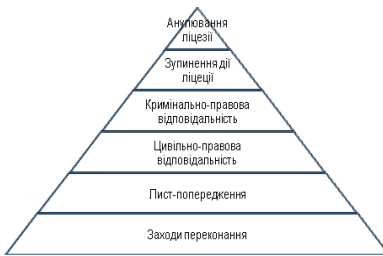 Анулювання
ліцезії
Зупинення дії
ліцеції
Кримінально-правова
відповідальність
Цивільно-правова
відповідальність
Лист-попередження
Заходи переконання